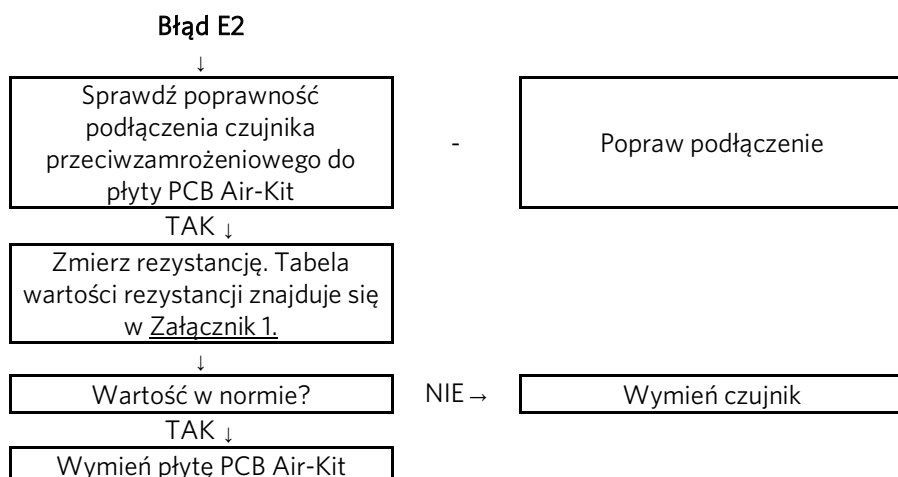 Błąd E2
↓
Sprawdź poprawność
podłączenia czujnika
przeciwzamrożeniowego do
płyty PCB Air-Kit
-
Popraw podłączenie
TAK ↓
Zmierz rezystancję. Tabela
wartości rezystancji znajduje się
w Załącznik 1.
↓
Wartość w normie?
NIE →
Wymień czujnik
TAK ↓
Wymień płytę PCB Air-Kit